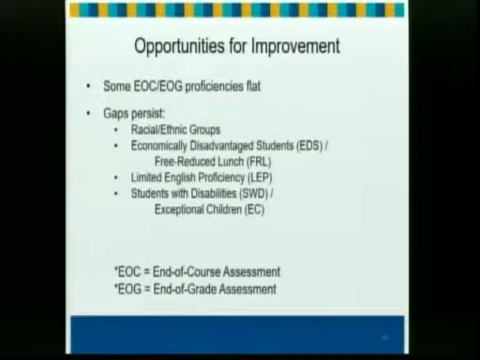 Opportunities for Improvement
• Some EOC/EOG proficiencies flat
• Gaps persist:
• Racial/Ethnic Groups
• Economically Disadvantaged Students (EDS) /
Free-Reduced Lunch (FRL)
• Limited English Proficiency (LEP)
• Students with Disabilities (SWD) /
Exceptional Children (EC)
*EOC = End-of-Course Assessment
*EOG = End-of-Grade Assessment